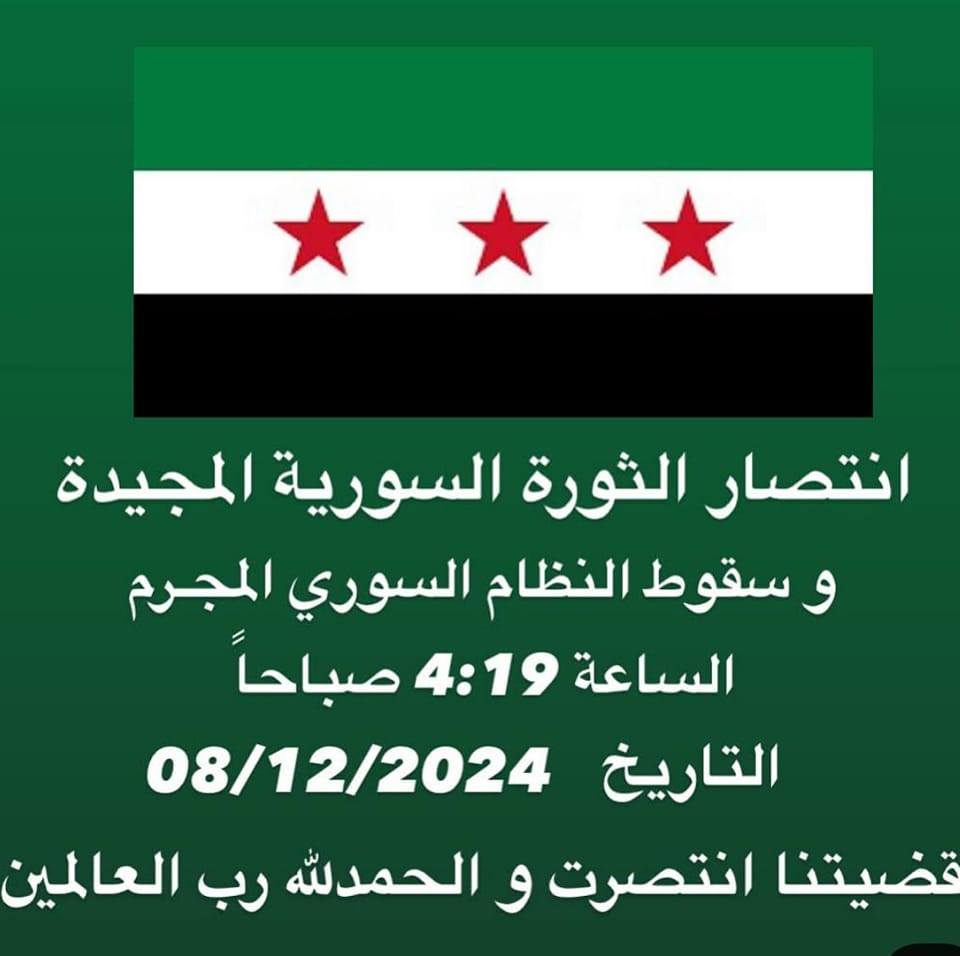 انتصار الثورة السورية المجيدة
و سقوط النظام السوري المجرم
الساعة 4:19 صباحاً
التاريخ 08/12/2024
قضيتنا انتصرت و الحمدلله رب العالمين